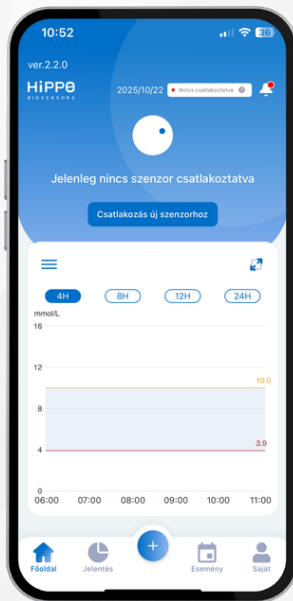 10:52
36
ver.2.2.0
HiPPO
BIOSENSORS
2025/10/22
Nincs csatlakoztatva
Jelenleg nincs szenzor csatlakoztatva
Csatlakozás új szenzorhoz
4H 8H 12H 24H
mmol/L
16
12
10.0
8
4
3.9
0
06:00 07:00 08:00 09:00 10:00 11:00
Főoldal Jelentés Esemény Saját